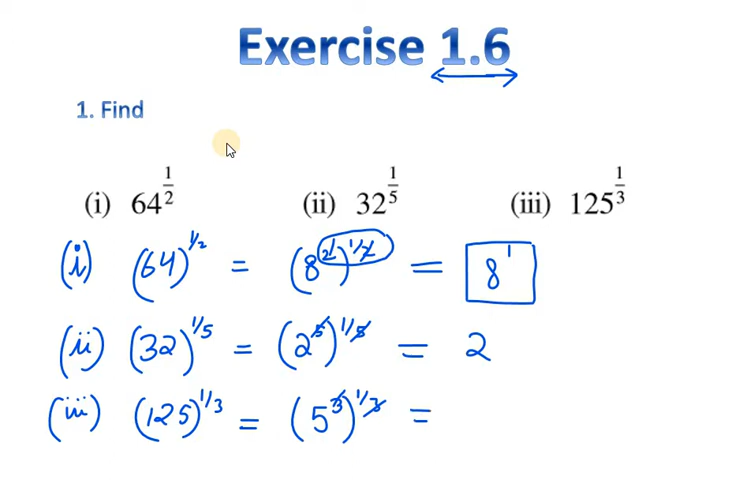 Exercise 1.6
1. Find
(i) 64^{1/2} (ii) 32^{1/5} (iii) 125^{1/3}
(i) (64)^{1/2} = (8^{2})^{1/2} = 8^{1}
(ii) (32)^{1/5} = (2^{5})^{1/5} = 2
(iii) (125)^{1/3} = (5^{3})^{1/3} =